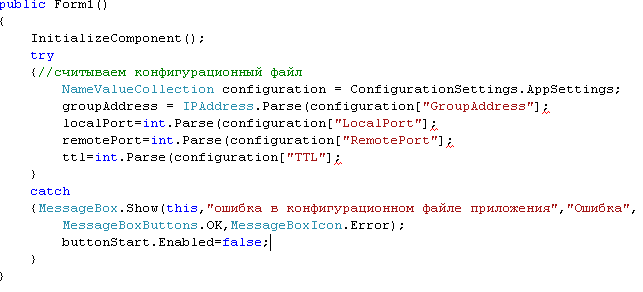 public Form1()
{
InitializeComponent();
try
{//считываем конфигурационный файл
NameValueCollection configuration = ConfigurationSettings.AppSettings;
groupAddress = IPAddress.Parse(configuration["GroupAddress"];
localPort=int.Parse(configuration["LocalPort"];
remotePort=int.Parse(configuration["RemotePort"];
ttl=int.Parse(configuration["TTL"];
}
catch
{MessageBox.Show(this,"ошибка в конфигурационном файле приложения","Ошибка",
MessageBoxButtons.OK,MessageBoxIcon.Error);
buttonStart.Enabled=false;
}
}